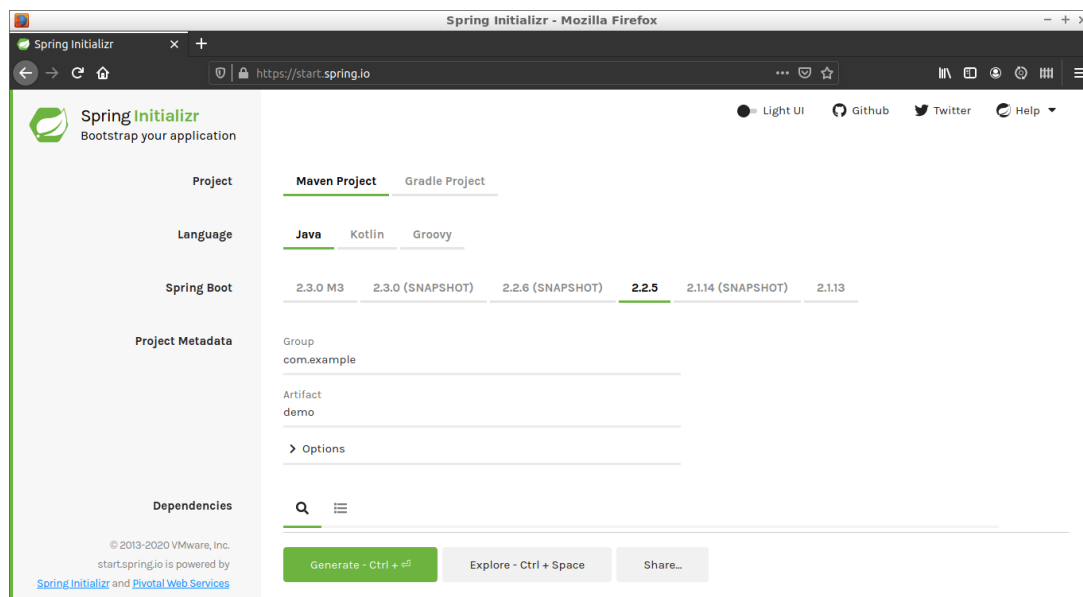 Spring Initializr - Mozilla Firefox
Spring Initializr
https://start.spring.io
Spring Initializr
Bootstrap your application
Light UI Github Twitter Help
Project Maven Project Gradle Project
Language Java Kotlin Groovy
Spring Boot 2.3.0 M3 2.3.0 (SNAPSHOT) 2.2.6 (SNAPSHOT) 2.2.5 2.1.14 (SNAPSHOT) 2.1.13
Project Metadata Group
com.example
Artifact
demo
Options
Dependencies
© 2013-2020 VMware, Inc.
start.spring.io is powered by
Spring Initializr and Pivotal Web Services
Generate - Ctrl + ⏎ Explore - Ctrl + Space Share...